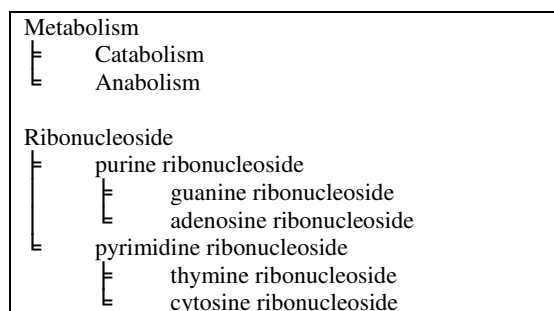 Metabolism
Catabolism
Anabolism
Ribonucleoside
purine ribonucleoside
guanine ribonucleoside
adenosine ribonucleoside
pyrimidine ribonucleoside
thymine ribonucleoside
cytosine ribonucleoside